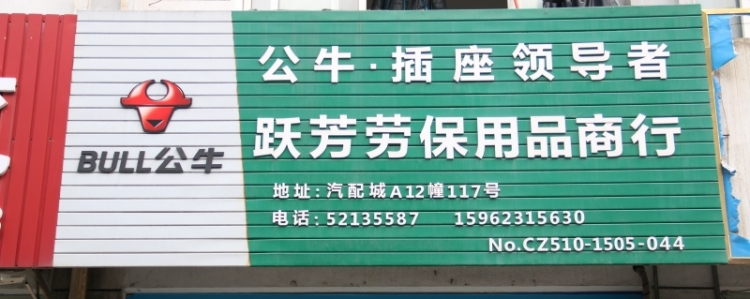 公牛·插座领导者
BULL公牛
跃芳劳保用品商行
地址:汽配城A12幢117号
电话:52135587 15962315630
No.CZ510-1505-044